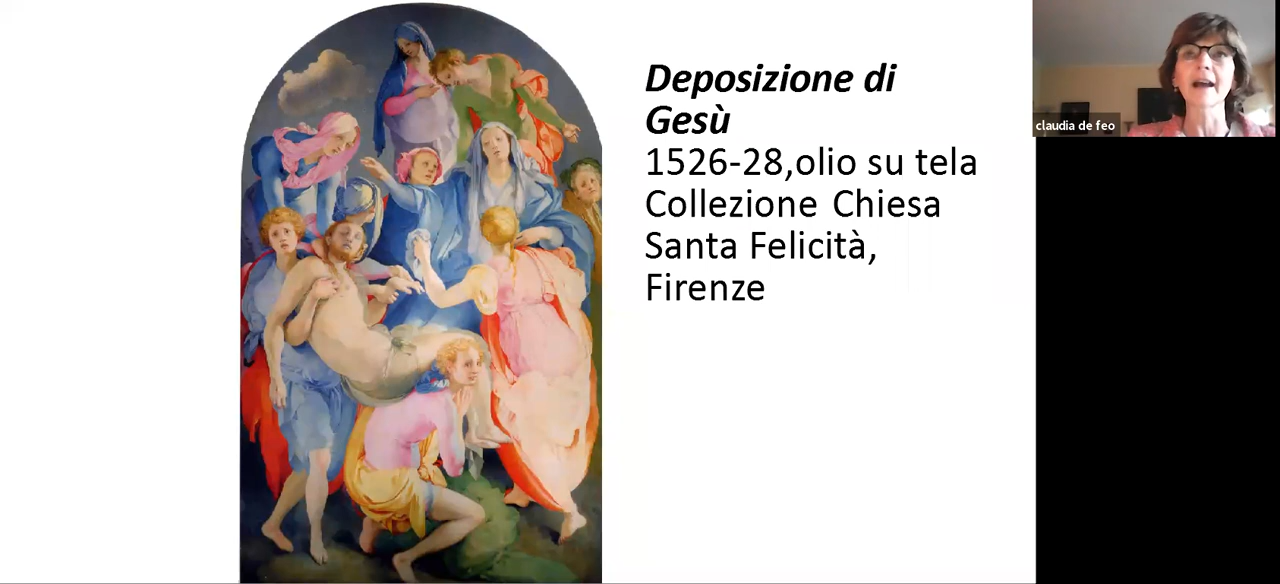 Deposizione di
Gesù
1526-28,olio su tela
Collezione Chiesa
Santa Felicità,
Firenze
claudia de feo